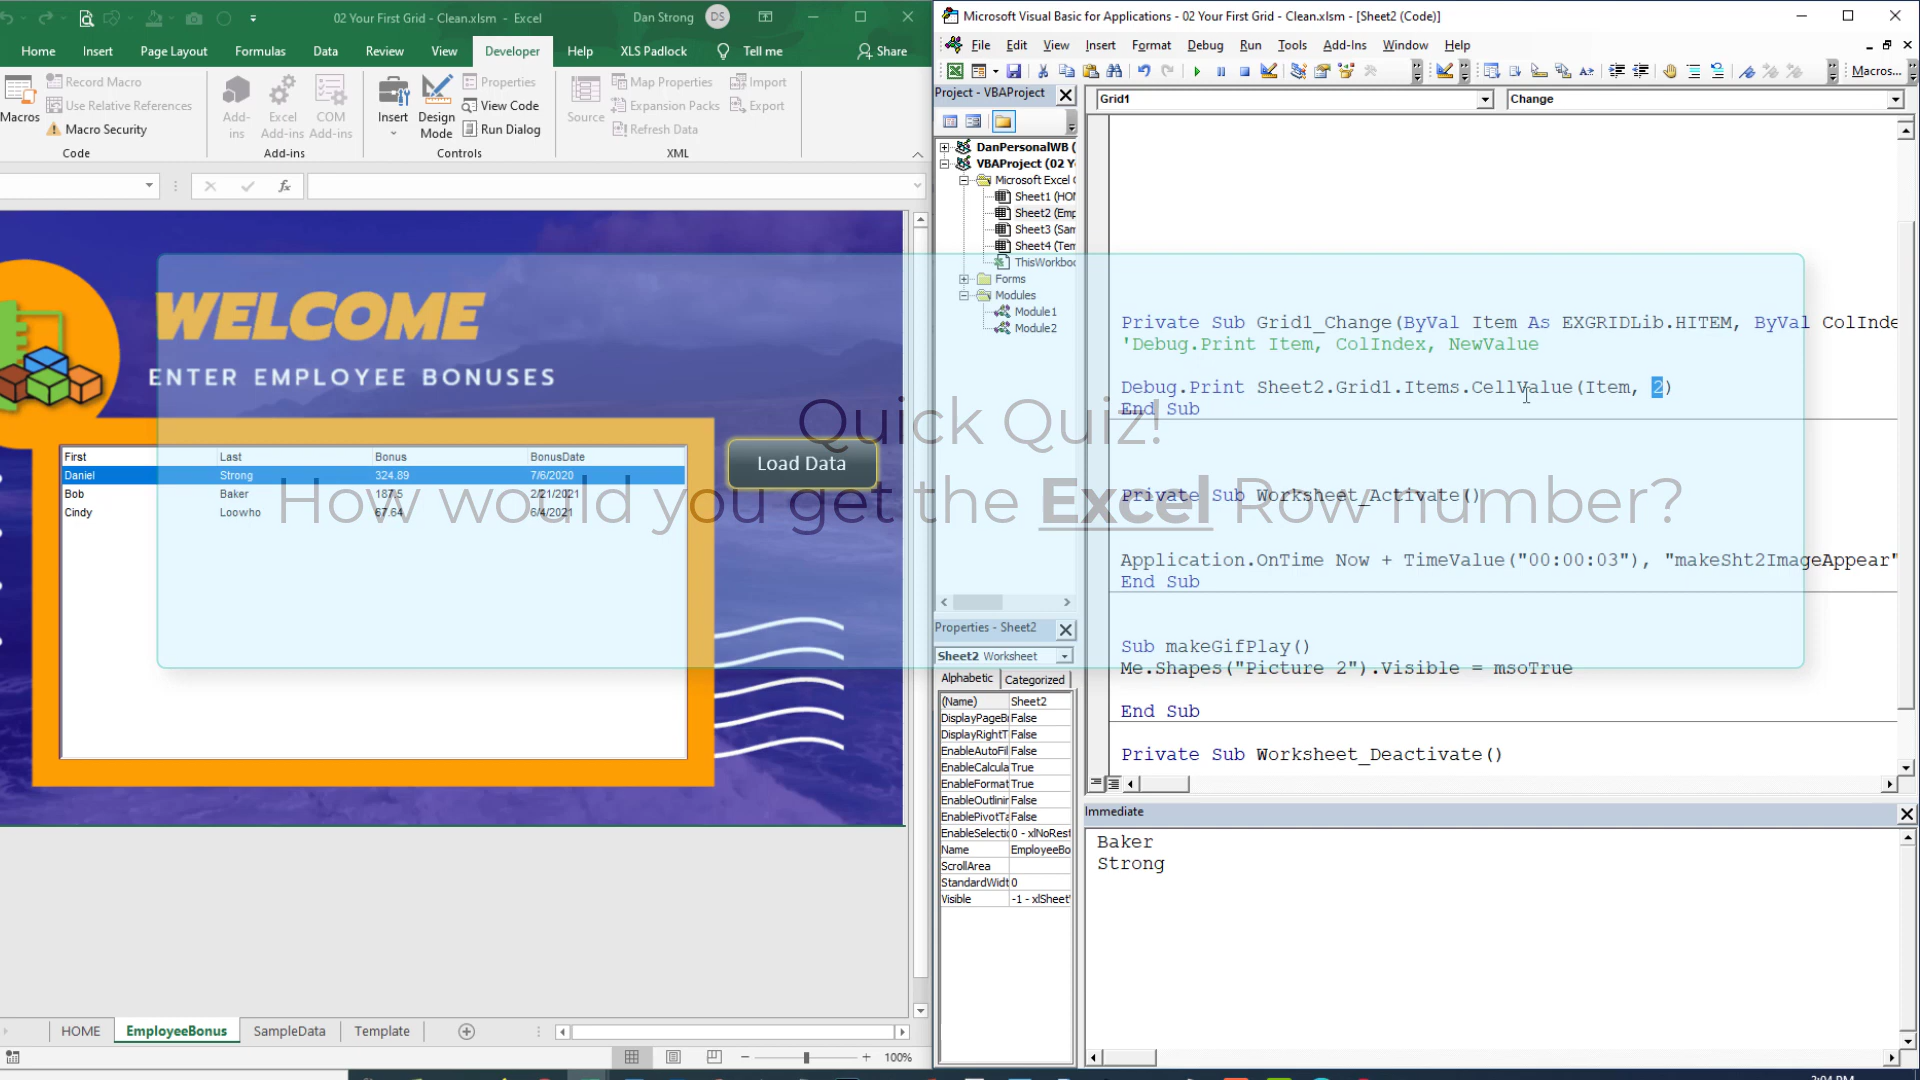 02 Your First Grid - Clean.xlsm - Excel
Dan Strong
DS
Home
Insert
Page Layout
Formulas
Data
Review
View
Developer
Help
XLS Padlock
Tell me
Share
Macros
Record Macro
Use Relative References
Macro Security
Code
Add-
ins
Excel
Add-ins
COM
Add-ins
Add-ins
Insert
Design
Mode
Properties
View Code
Run Dialog
Controls
Source
Map Properties
Expansion Packs
Refresh Data
Import
Export
XML
fx
WELCOME
ENTER EMPLOYEE BONUSES
First Last Bonus BonusDate
Daniel Strong 324.89 7/6/2020
Bob Baker 187.5 2/21/2021
Cindy Loowho 67.64 6/4/2021
Load Data
Quick Quiz!
How would you get the Excel Row number?
HOME
EmployeeBonus
SampleData
Template
100%
Microsoft Visual Basic for Applications - 02 Your First Grid - Clean.xlsm - [Sheet2 (Code)]
File Edit View Insert Format Debug Run Tools Add-Ins Window Help
Macros...
Project - VBAProject
DanPersonalWB (
VBAProject (02 Y
Microsoft Excel
Sheet1 (HO
Sheet2 (Em
Sheet3 (Sam
Sheet4 (Tem
ThisWorkboo
Forms
Modules
Module1
Module2
Properties - Sheet2
Sheet2 Worksheet
Alphabetic
Categorized
(Name) Sheet2
DisplayPageB False
DisplayRightT False
EnableAutoFil False
EnableCalcula True
EnableFormat True
EnableOutlinin False
EnablePivotTa False
EnableSelectio 0 - xlNoRest
Name EmployeeBo
ScrollArea
StandardWidt 0
Visible -1 - xlSheet
Grid1
Change
Private Sub Grid1_Change(ByVal Item As EXGRIDLib.HITEM, ByVal ColInde
'Debug.Print Item, ColIndex, NewValue
Debug.Print Sheet2.Grid1.Items.CellValue(Item, 2)
End Sub
Private Sub Worksheet_Activate()
Application.OnTime Now + TimeValue("00:00:03"), "makeSht2ImageAppear"
End Sub
Sub makeGifPlay()
Me.Shapes("Picture 2").Visible = msoTrue
End Sub
Private Sub Worksheet_Deactivate()
Immediate
Baker
Strong